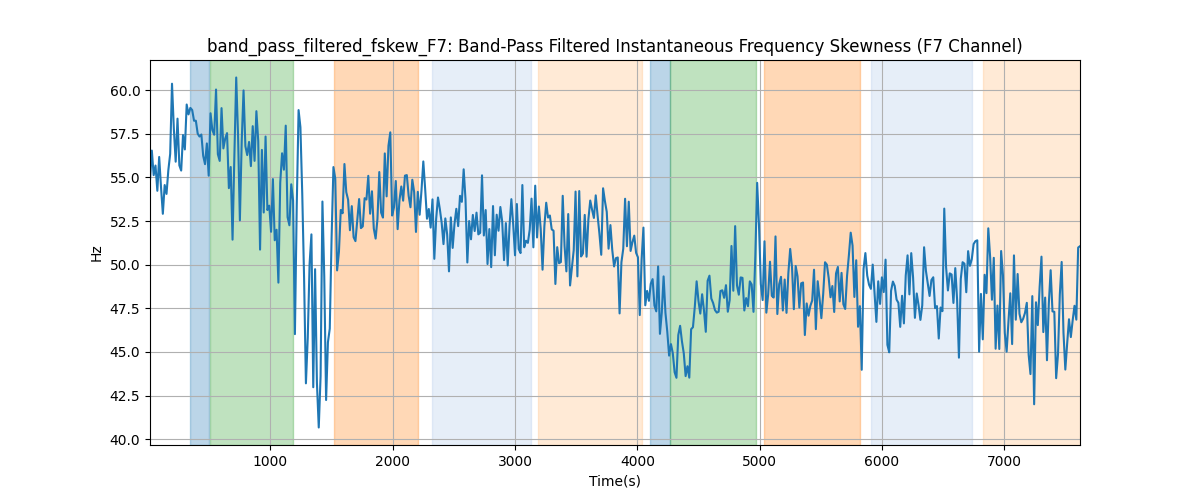 band_pass_filtered_fskew_F7: Band-Pass Filtered Instantaneous Frequency Skewness (F7 Channel)
60.0
57.5
55.0
52.5
50.0
47.5
45.0
42.5
40.0
Hz
1000 2000 3000 4000 5000 6000 7000
Time(s)